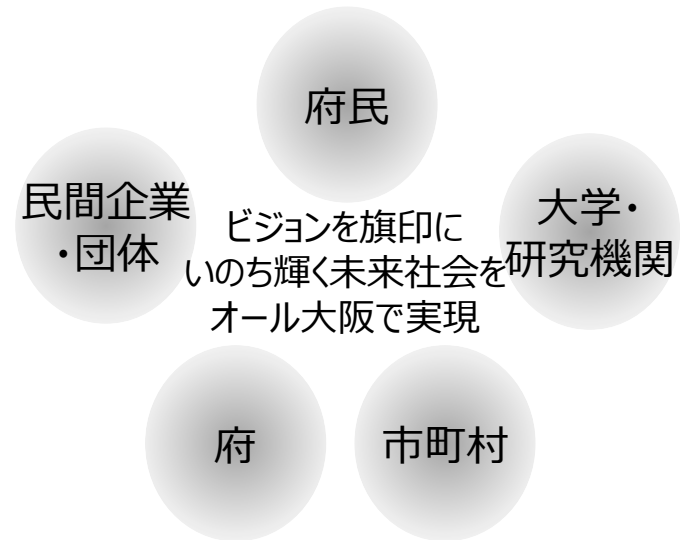 府民
民間企業
・団体
大学・
研究機関
ビジョンを旗印に
いのち輝く未来社会を
オール大阪で実現
府
市町村